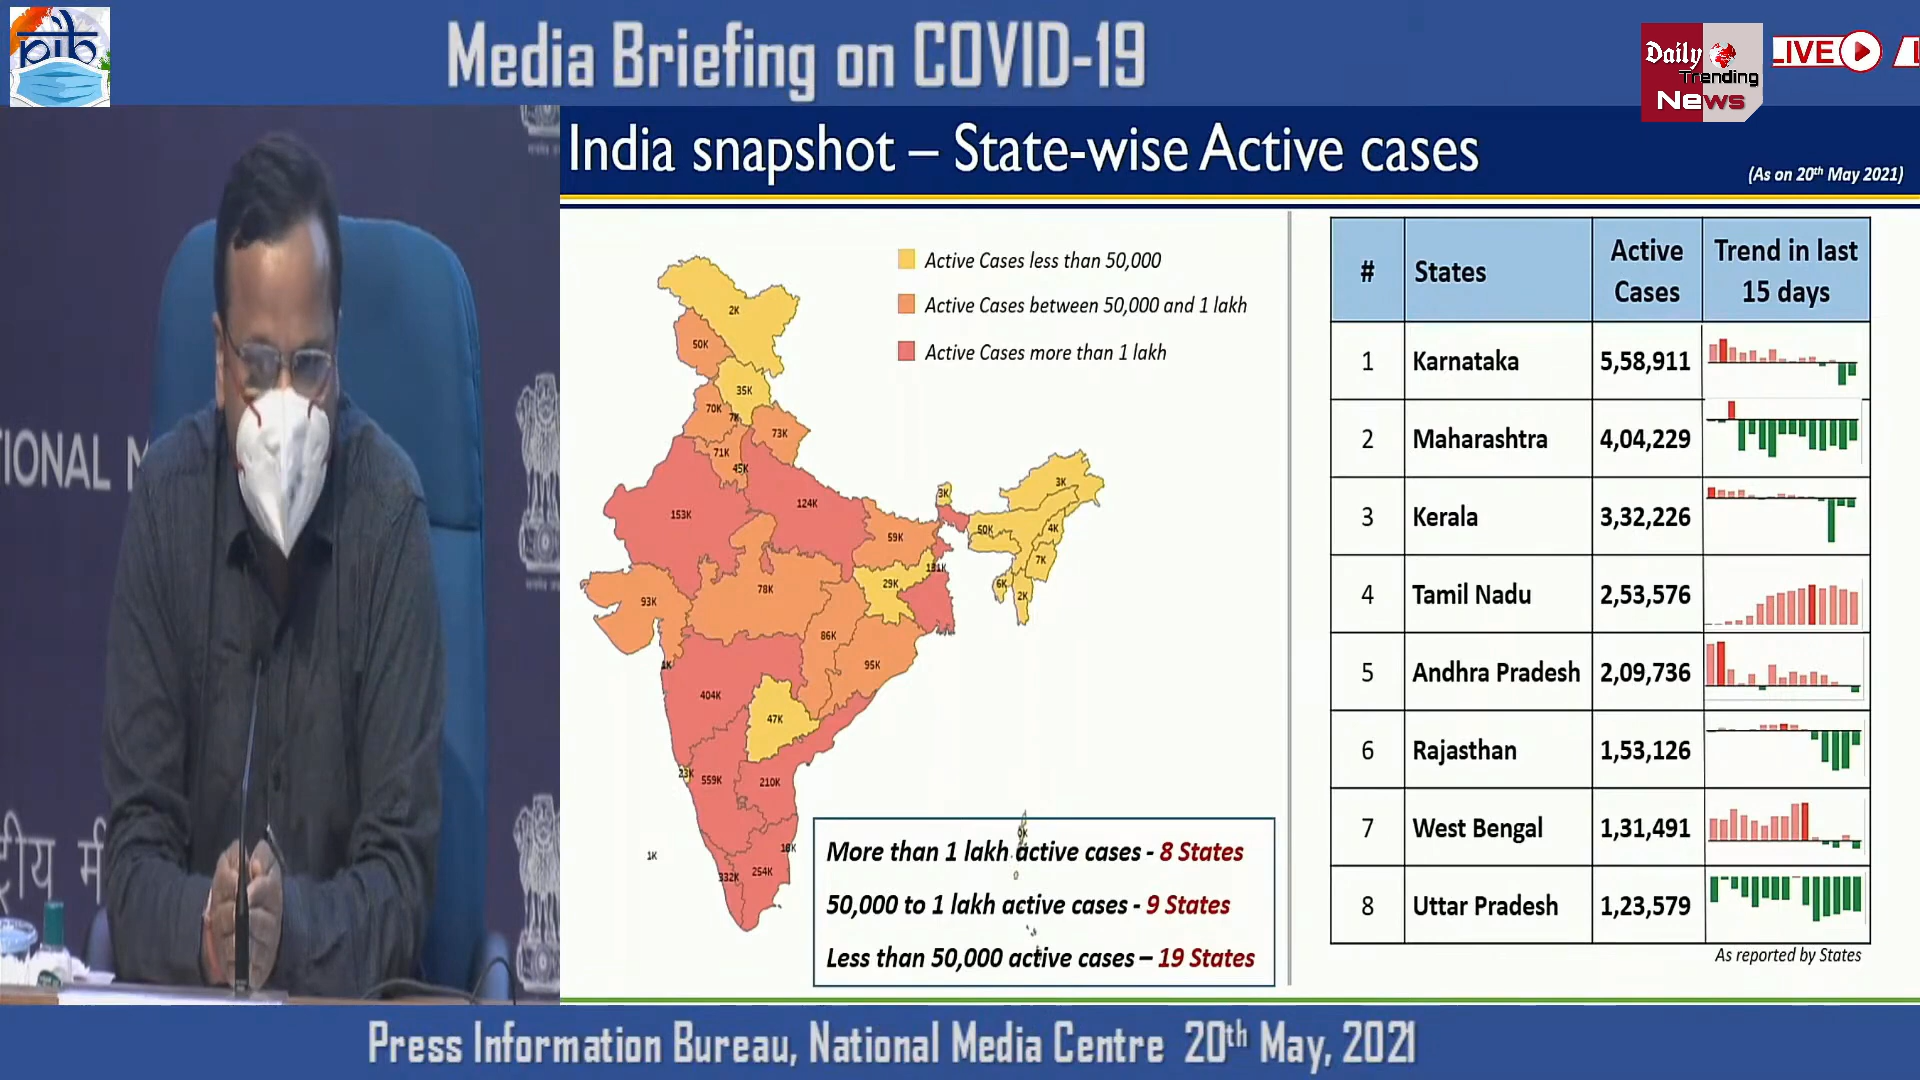 pib
Media Briefing on COVID-19
Daily
Trending
News
LIVE
India snapshot – State-wise Active cases
(As on 20th May 2021)
IONAL M
ट्रीय मी
Active Cases less than 50,000
Active Cases between 50,000 and 1 lakh
Active Cases more than 1 lakh
2K
50K
35K
70K
7K
73K
71K
45K
153K
124K
3K
3K
50K
4K
59K
7K
131K
29K
6K
2K
78K
93K
86K
95K
1K
404K
47K
23K
559K
210K
0K
1K
18K
332K
254K
More than 1 lakh active cases - 8 States
50,000 to 1 lakh active cases - 9 States
Less than 50,000 active cases – 19 States
# States Active Cases Trend in last 15 days
1 Karnataka 5,58,911
2 Maharashtra 4,04,229
3 Kerala 3,32,226
4 Tamil Nadu 2,53,576
5 Andhra Pradesh 2,09,736
6 Rajasthan 1,53,126
7 West Bengal 1,31,491
8 Uttar Pradesh 1,23,579
As reported by States
Press Information Bureau, National Media Centre 20th May, 2021